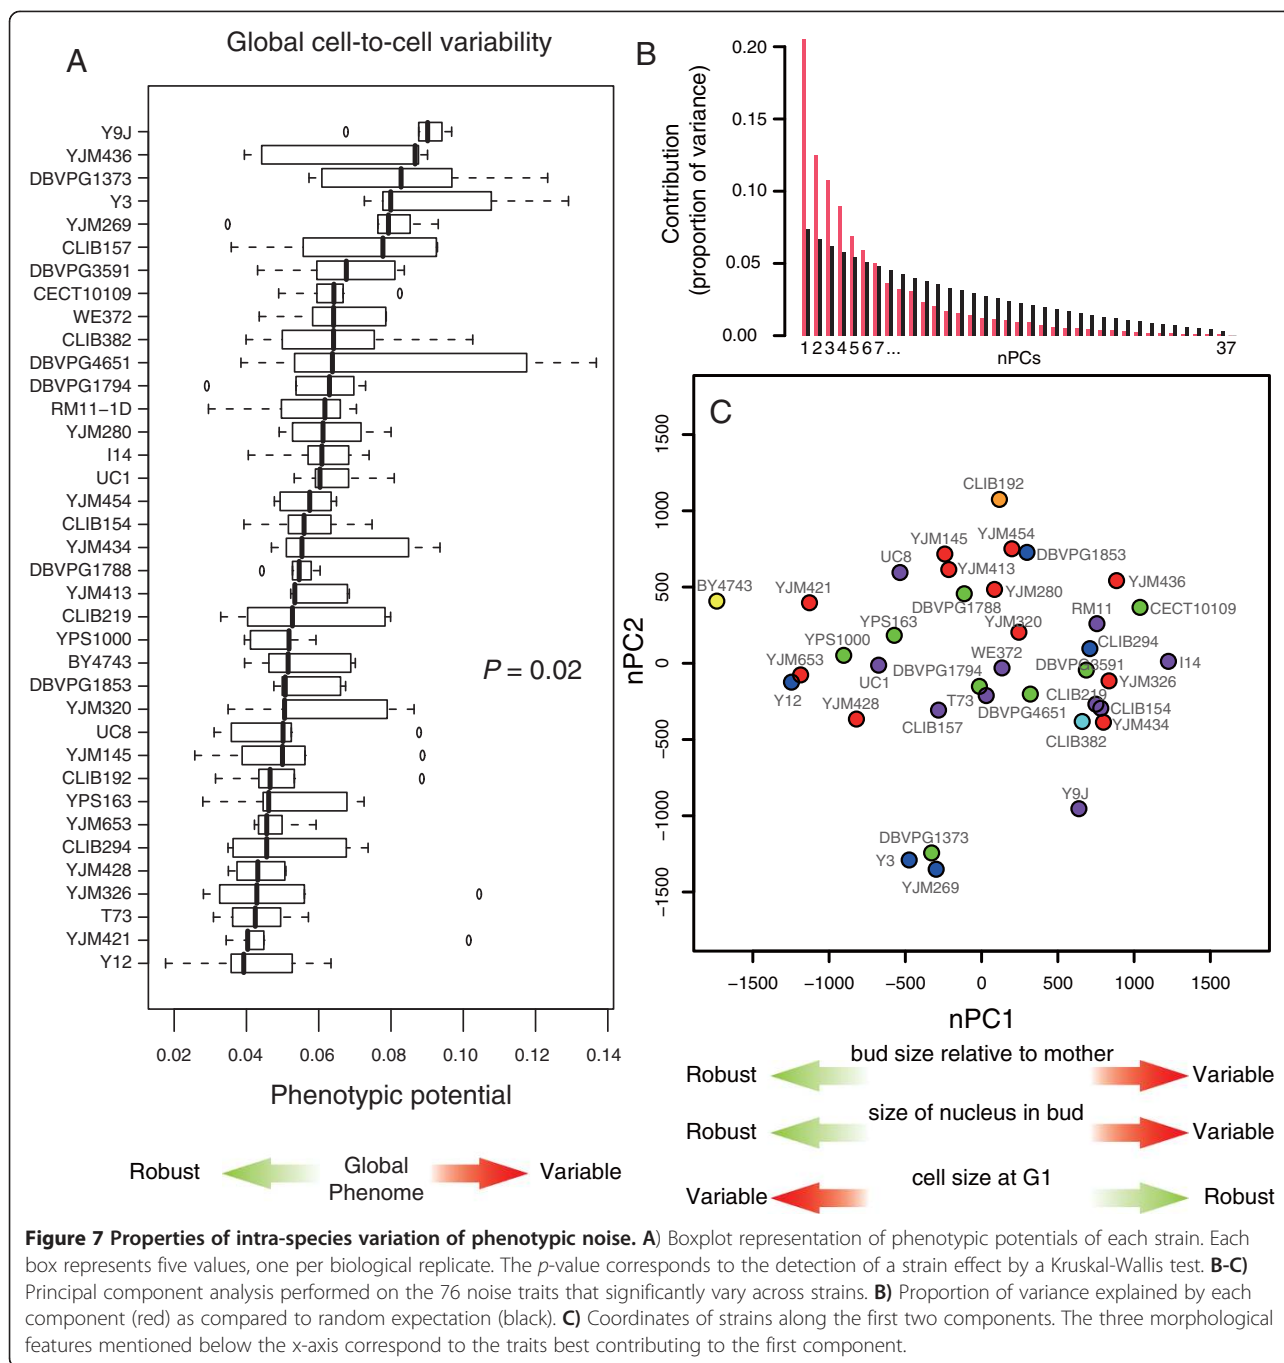 A
Global cell-to-cell variability
Y9J
YJM436
DBVPG1373
Y3
YJM269
CLIB157
DBVPG3591
CECT10109
WE372
CLIB382
DBVPG4651
DBVPG1794
RM11−1D
YJM280
I14
UC1
YJM454
CLIB154
YJM434
DBVPG1788
YJM413
CLIB219
YPS1000
BY4743
DBVPG1853
YJM320
UC8
YJM145
CLIB192
YPS163
YJM653
CLIB294
YJM428
YJM326
T73
YJM421
Y12
P = 0.02
0.02 0.04 0.06 0.08 0.10 0.12 0.14
Phenotypic potential
Robust Global Phenome Variable
B
Contribution
(proportion of variance)
0.20
0.15
0.10
0.05
0.00
1 2 3 4 5 6 7 ... nPCs 37
C
nPC2
1500
1000
500
0
−500
−1000
−1500
CLIB192
YJM145
YJM454
UC8
DBVPG1853
YJM413
BY4743
YJM421
YJM280
YJM436
DBVPG1788
RM11
CECT10109
YPS163
YJM320
YPS1000
CLIB294
WE372
YJM653
DBVPG1794
DBVPG3591
I14
UC1
YJM326
Y12
T73
CLIB219
YJM428
DBVPG4651
CLIB154
CLIB157
YJM434
CLIB382
Y9J
DBVPG1373
Y3
YJM269
−1500 −1000 −500 0 500 1000 1500
nPC1
bud size relative to mother
Robust Variable
size of nucleus in bud
Robust Variable
cell size at G1
Variable Robust
Figure 7 Properties of intra-species variation of phenotypic noise. A) Boxplot representation of phenotypic potentials of each strain. Each
box represents five values, one per biological replicate. The p-value corresponds to the detection of a strain effect by a Kruskal-Wallis test. B-C)
Principal component analysis performed on the 76 noise traits that significantly vary across strains. B) Proportion of variance explained by each
component (red) as compared to random expectation (black). C) Coordinates of strains along the first two components. The three morphological
features mentioned below the x-axis correspond to the traits best contributing to the first component.